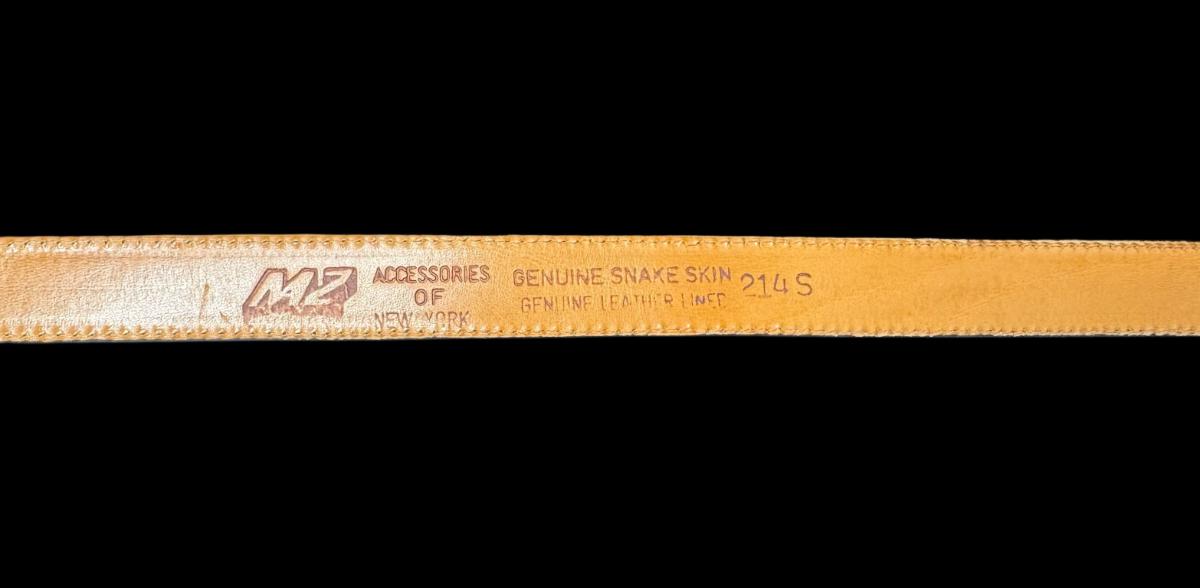 MZ
ACCESSORIES
OF
NEW YORK
GENUINE SNAKE SKIN
GENUINE LEATHER LINED
214 S